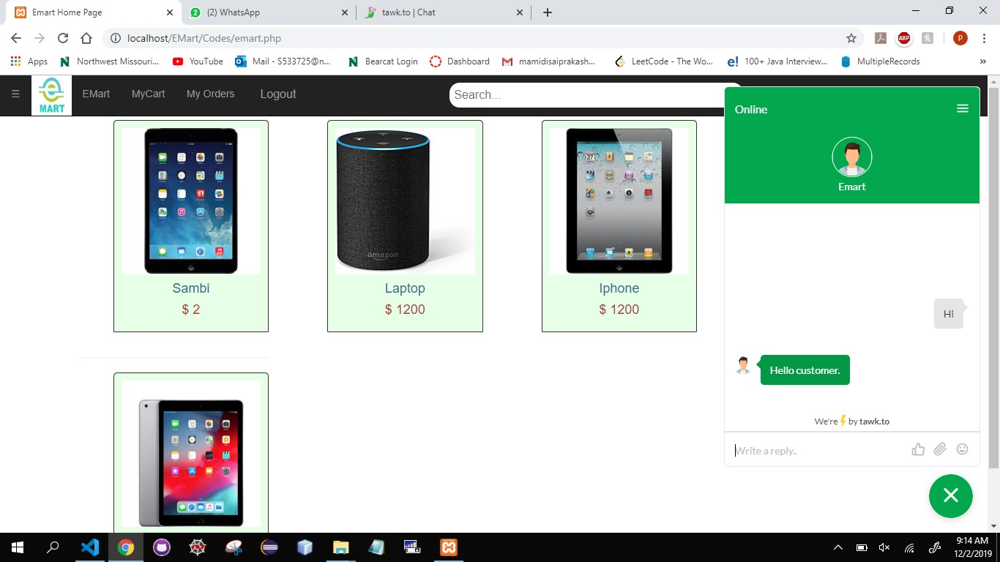 Emart Home Page
(2) WhatsApp
tawk.to | Chat
localhost/EMart/Codes/emart.php
ABP
p
Apps
Northwest Missouri...
YouTube
Mail - S533725@n...
Bearcat Login
Dashboard
mamidisaiprakash...
LeetCode - The Wo...
100+ Java Interview...
MultipleRecords
»
MART
EMart
MyCart
My Orders
Logout
Search...
Online
Emart
Sambi
$ 2
amazon
Laptop
$ 1200
Iphone
$ 1200
Hi
Hello customer.
We're by tawk.to
Write a reply..
9:14 AM
12/2/2019